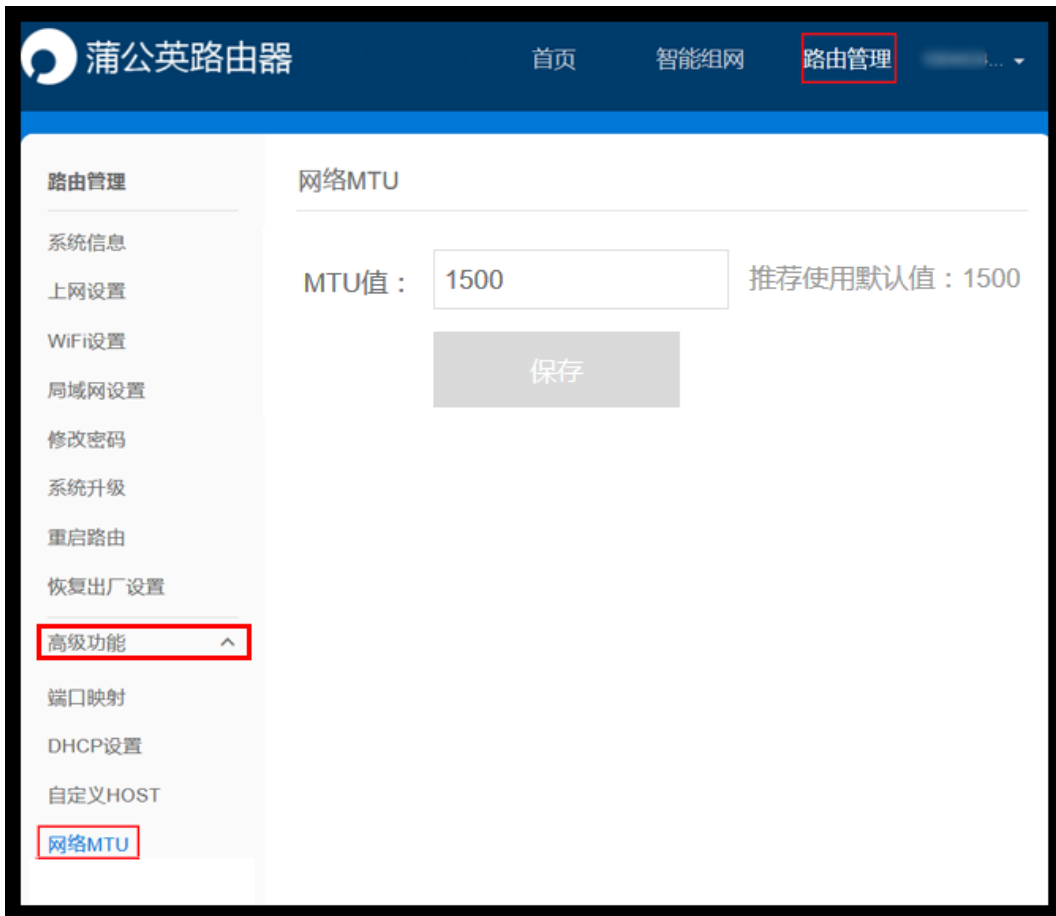 蒲公英路由器
首页 智能组网 路由管理
路由管理
系统信息
上网设置
WiFi设置
局域网设置
修改密码
系统升级
重启路由
恢复出厂设置
高级功能
端口映射
DHCP设置
自定义HOST
网络MTU
网络MTU
MTU值： 1500 推荐使用默认值：1500
保存